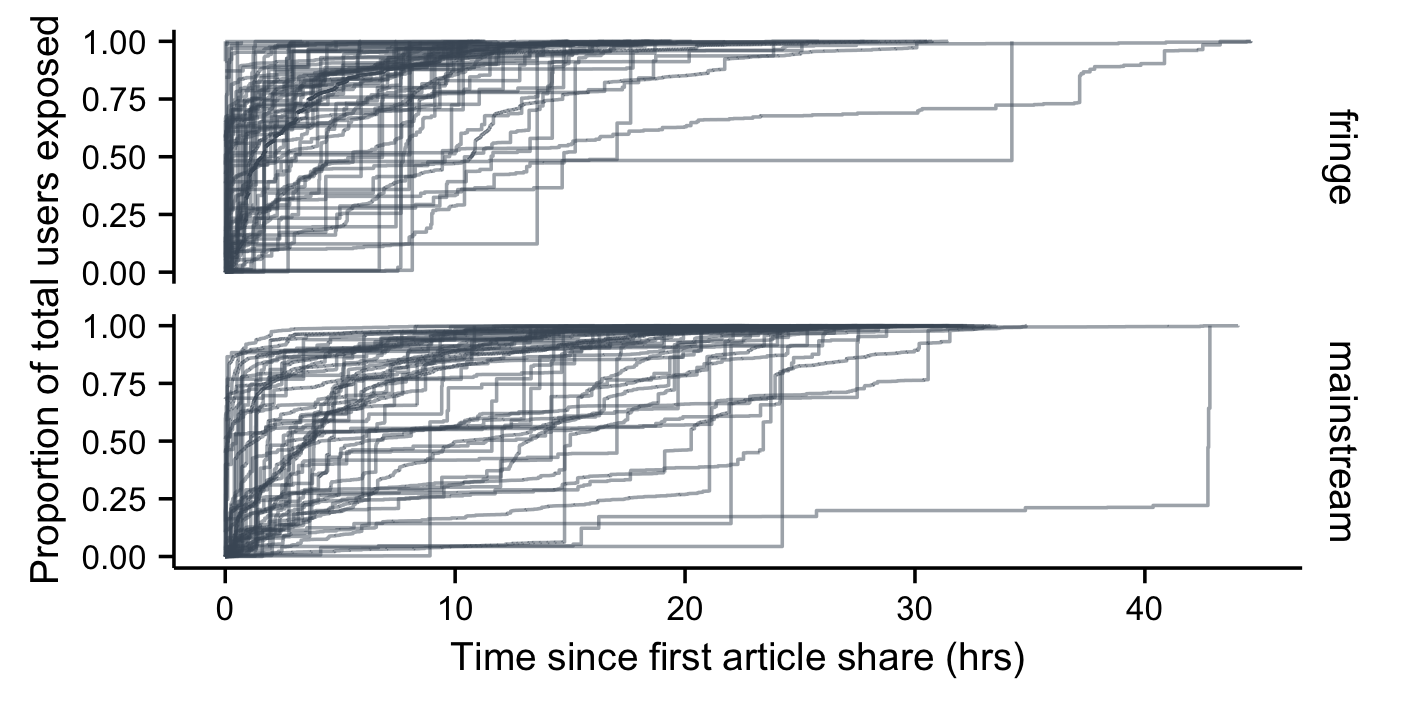 Proportion of total users exposed
1.00
0.75
0.50
0.25
0.00
fringe
1.00
0.75
0.50
0.25
0.00
mainstream
0 10 20 30 40
Time since first article share (hrs)